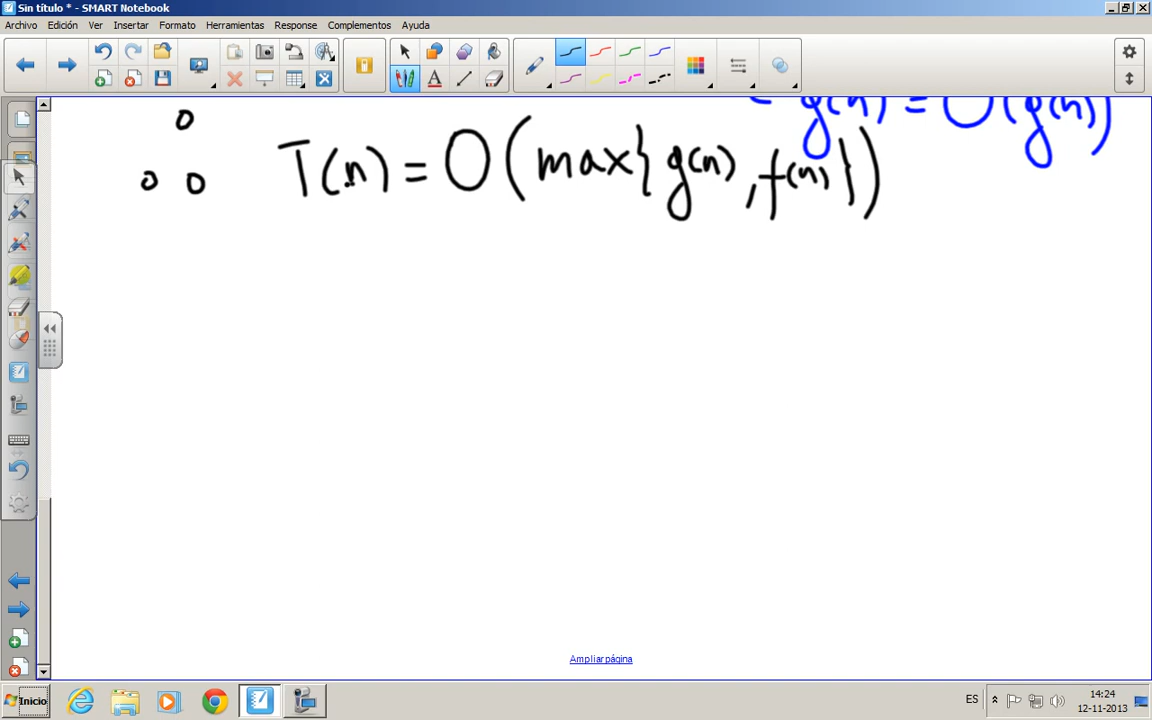 Sin título * - SMART Notebook
Archivo Edición Ver Insertar Formato Herramientas Response Complementos Ayuda
g(n) = O(g(n))
T(n) = O(max{g(n), f(n)})
Ampliar página
Inicio
ES
14:24
12-11-2013